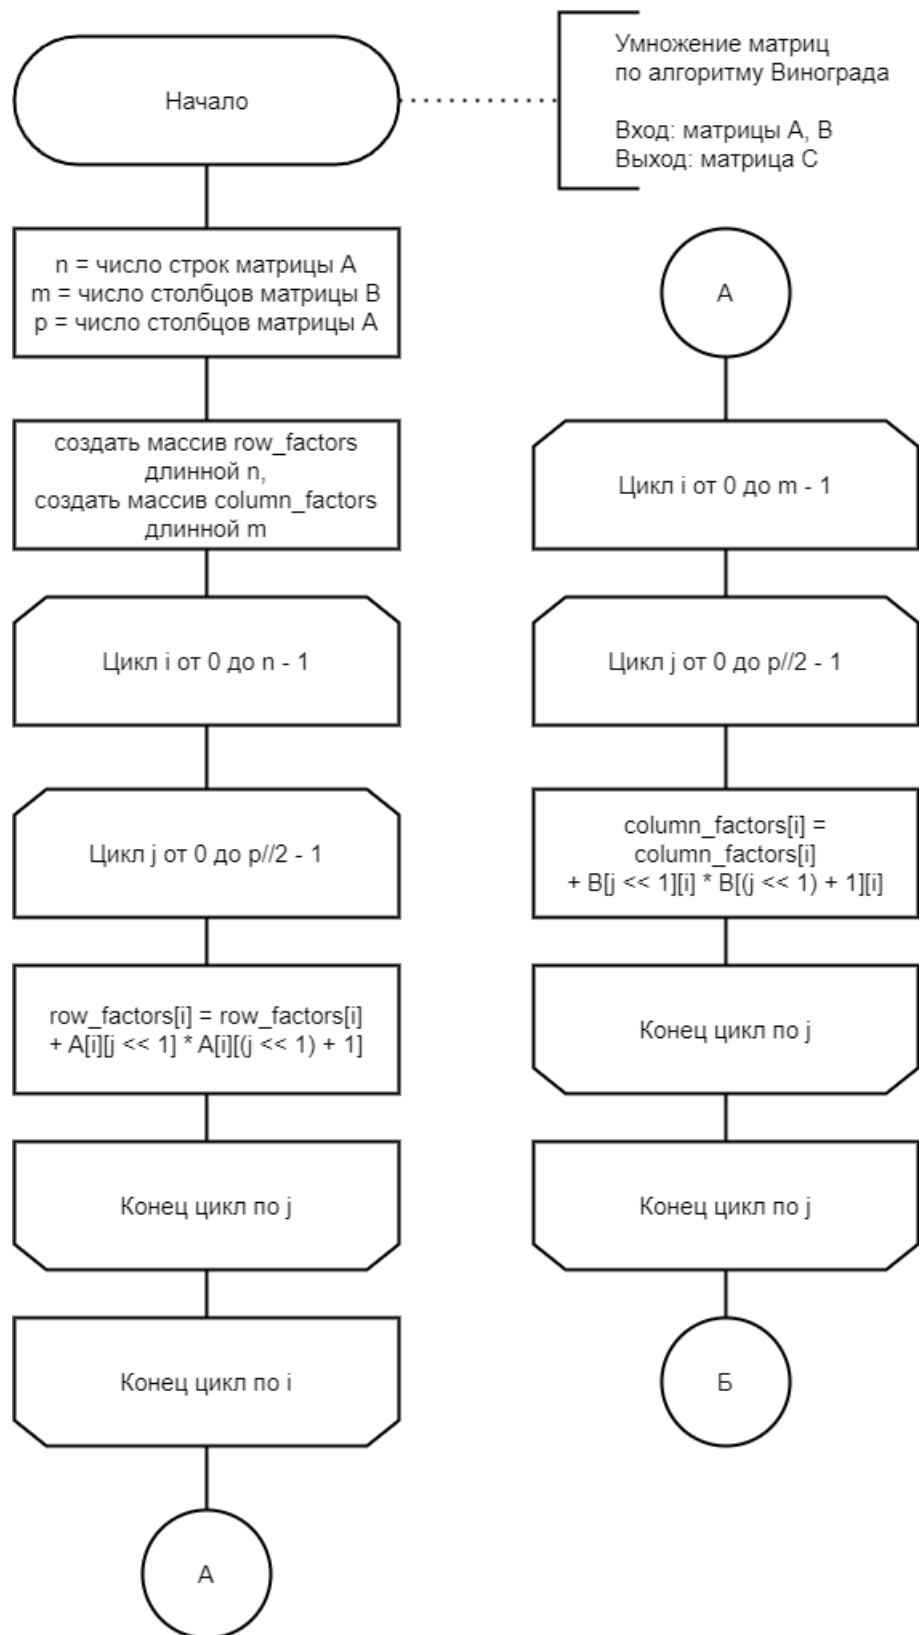 Начало
Умножение матриц
по алгоритму Винограда
Вход: матрицы A, B
Выход: матрица C
n = число строк матрицы A
m = число столбцов матрицы B
p = число столбцов матрицы A
создать массив row_factors
длинной n,
создать массив column_factors
длинной m
Цикл i от 0 до n - 1
Цикл j от 0 до p//2 - 1
row_factors[i] = row_factors[i]
+ A[i][j << 1] * A[i][(j << 1) + 1]
Конец цикл по j
Конец цикл по i
А
А
Цикл i от 0 до m - 1
Цикл j от 0 до p//2 - 1
column_factors[i] =
column_factors[i]
+ B[j << 1][i] * B[(j << 1) + 1][i]
Конец цикл по j
Конец цикл по j
Б